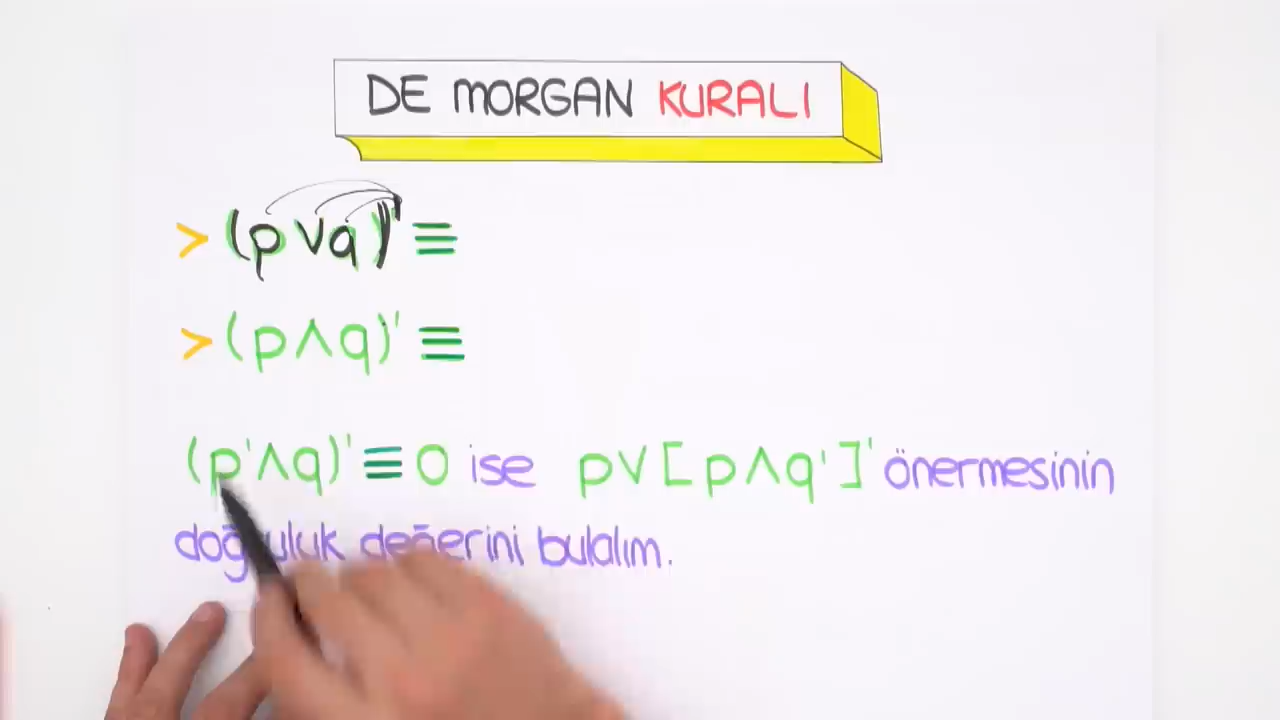 DE MORGAN KURALI
> (p ∨ q)' ≡
> (p ∧ q)' ≡
(p' ∧ q)' ≡ 0 ise p ∨ [p ∧ q']' önermesinin
doğruluk değerini bulalım.